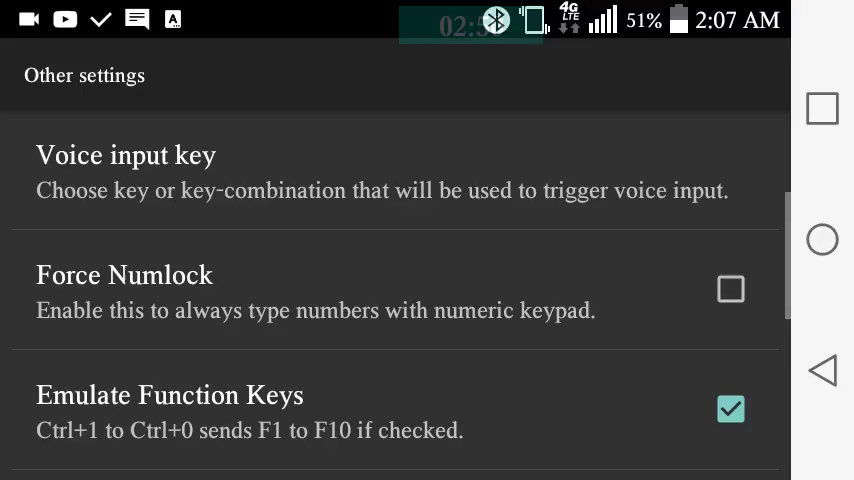 4G
LTE
51%
2:07 AM
Other settings
Voice input key
Choose key or key-combination that will be used to trigger voice input.
Force Numlock
Enable this to always type numbers with numeric keypad.
Emulate Function Keys
Ctrl+1 to Ctrl+0 sends F1 to F10 if checked.